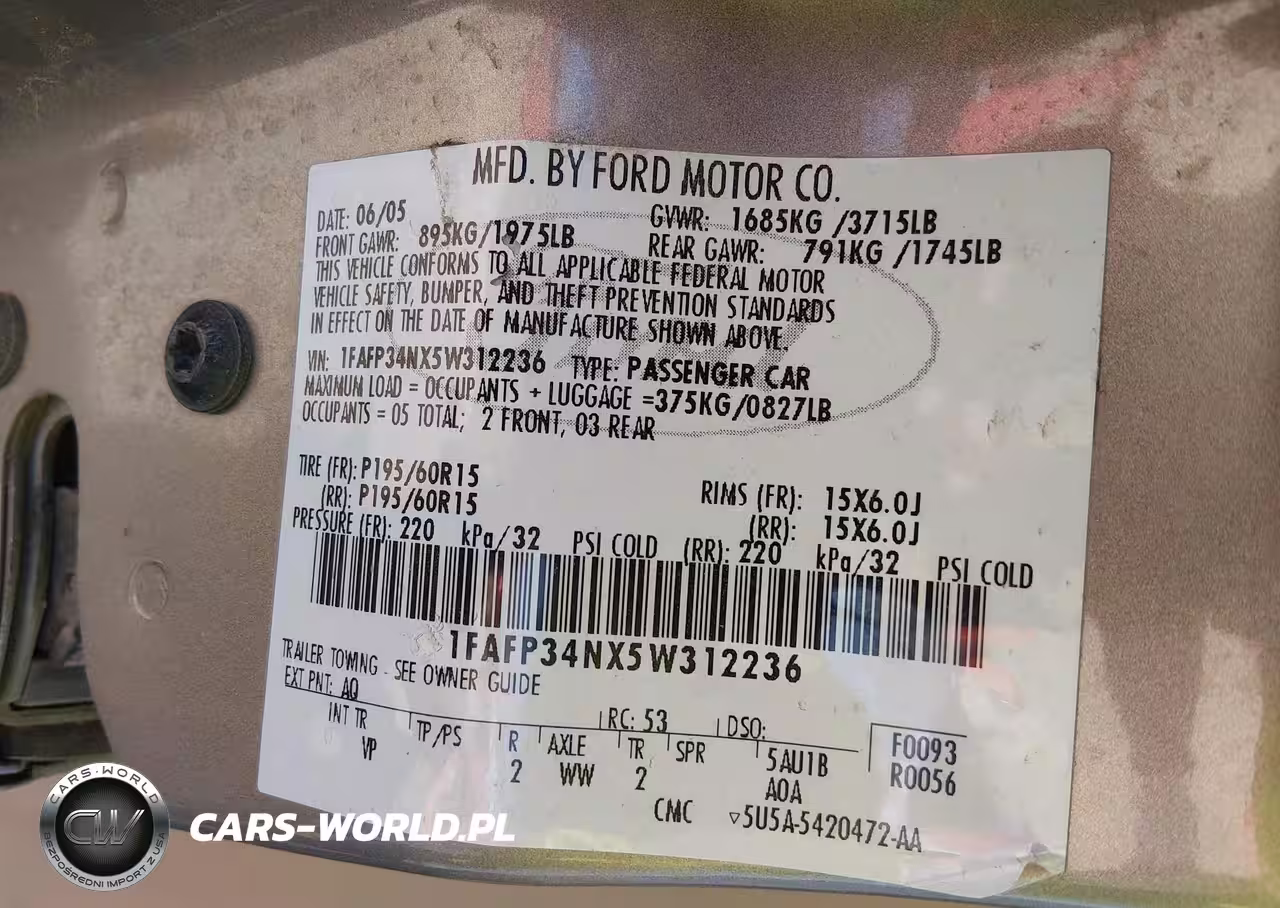 MFD. BY FORD MOTOR CO.
DATE: 06/05 GVWR: 1685KG /3715LB
FRONT GAWR: 895KG/1975LB REAR GAWR: 791KG /1745LB
THIS VEHICLE CONFORMS TO ALL APPLICABLE FEDERAL MOTOR
VEHICLE SAFETY, BUMPER, AND THEFT PREVENTION STANDARDS
IN EFFECT ON THE DATE OF MANUFACTURE SHOWN ABOVE.
VIN: 1FAFP34NX5W312236 TYPE: PASSENGER CAR
MAXIMUM LOAD = OCCUPANTS + LUGGAGE =375KG/0827LB
OCCUPANTS = 05 TOTAL; 2 FRONT, 03 REAR
TIRE (FR): P195/60R15 RIMS (FR): 15X6.0J
(RR): P195/60R15 (RR): 15X6.0J
PRESSURE (FR): 220 kPa/32 PSI COLD (RR): 220 kPa/32 PSI COLD
1FAFP34NX5W312236
TRAILER TOWING - SEE OWNER GUIDE
EXT PNT: AQ RC: 53 DSO:
INT TR TP/PS R AXLE TR SPR 5AU1B F0093
VP 2 WW 2 AOA R0056
CMC ▿5U5A-5420472-AA
CARS-WORLD
CW
BEZPOŚREDNI IMPORT Z USA
CARS-WORLD.PL